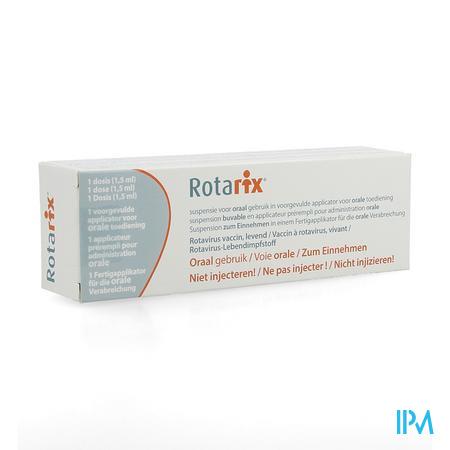 Rotarix
1 dosis (1,5 ml)
1 dose (1,5 ml)
1 Dosis (1,5 ml)
1 voorgevulde
applicator voor
orale toediening
1 applicateur
prérempli pour
administration
orale
1 Fertigapplikator
für die orale
Verabreichung
Rotarix®
suspensie voor oraal gebruik in voorgevulde applicator voor orale toediening
suspension buvable en applicateur prérempli pour administration orale
Suspension zum Einnehmen in einem Fertigapplikator für die orale Verabreichung
Rotavirus vaccin, levend / Vaccin à rotavirus, vivant /
Rotavirus-Lebendimpfstoff
Oraal gebruik / Voie orale / Zum Einnehmen
Niet injecteren! / Ne pas injecter ! / Nicht injizieren!
IPM